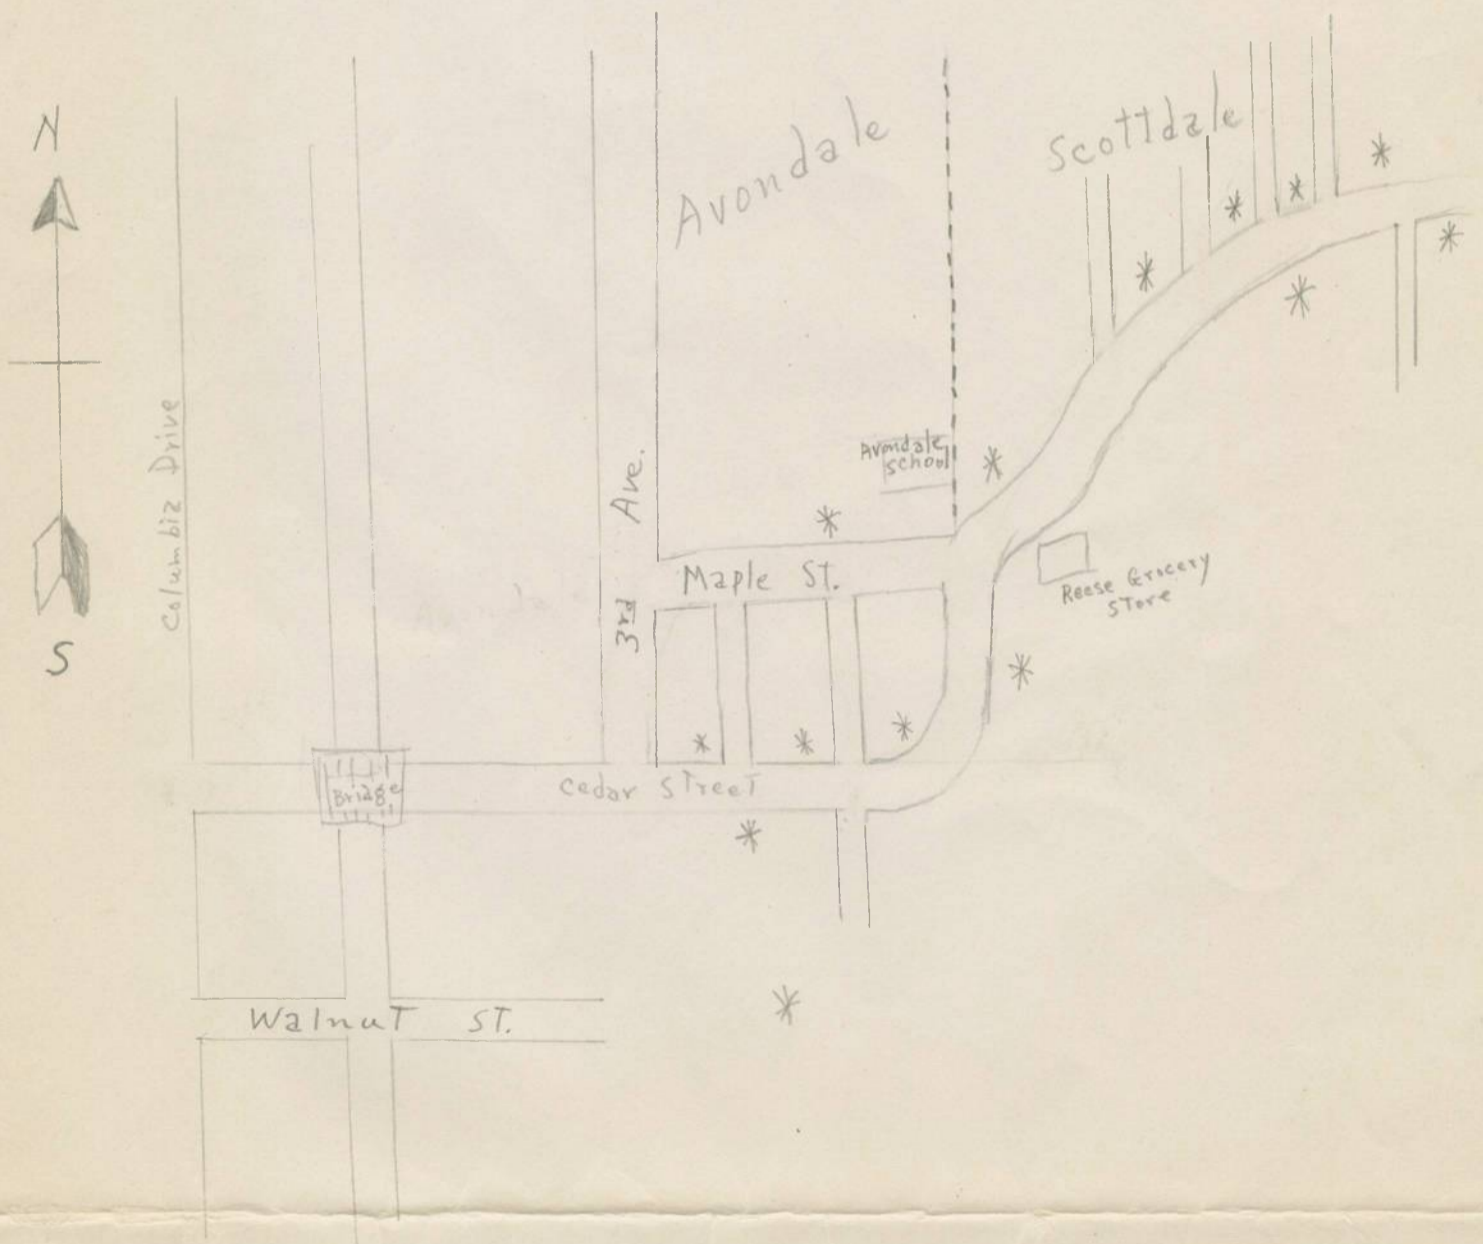 N
S
Avondale
Scottdale
Columbia Drive
3rd Ave.
Avondale
School
Maple ST.
Reese Grocery
STore
Bridge
Cedar STreeT
WalnuT ST.